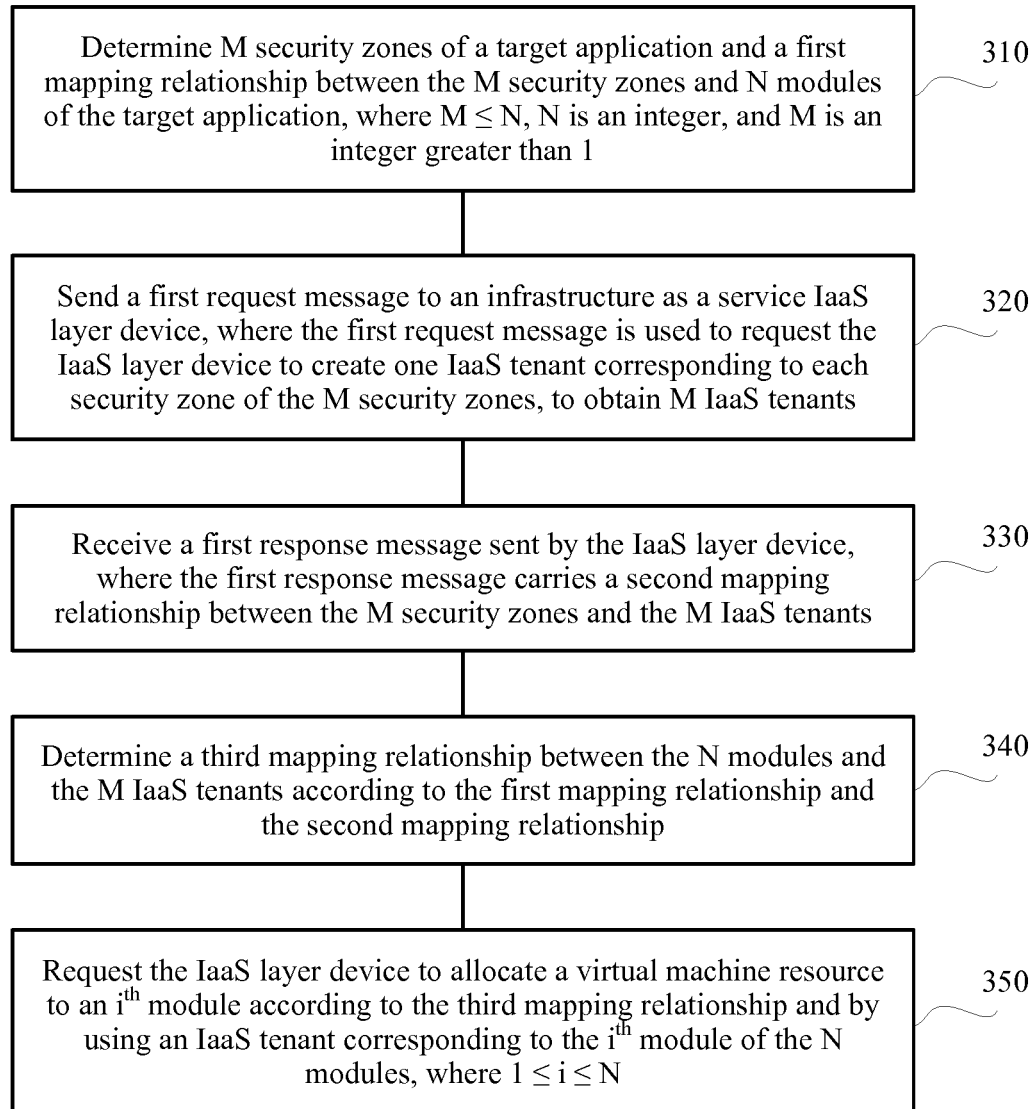 Determine M security zones of a target application and a first
mapping relationship between the M security zones and N modules
of the target application, where M ≤ N, N is an integer, and M is an
integer greater than 1
310
Send a first request message to an infrastructure as a service IaaS
layer device, where the first request message is used to request the
IaaS layer device to create one IaaS tenant corresponding to each
security zone of the M security zones, to obtain M IaaS tenants
320
Receive a first response message sent by the IaaS layer device,
where the first response message carries a second mapping
relationship between the M security zones and the M IaaS tenants
330
Determine a third mapping relationship between the N modules and
the M IaaS tenants according to the first mapping relationship and
the second mapping relationship
340
Request the IaaS layer device to allocate a virtual machine resource
to an i^th module according to the third mapping relationship and by
using an IaaS tenant corresponding to the i^th module of the N
modules, where 1 ≤ i ≤ N
350